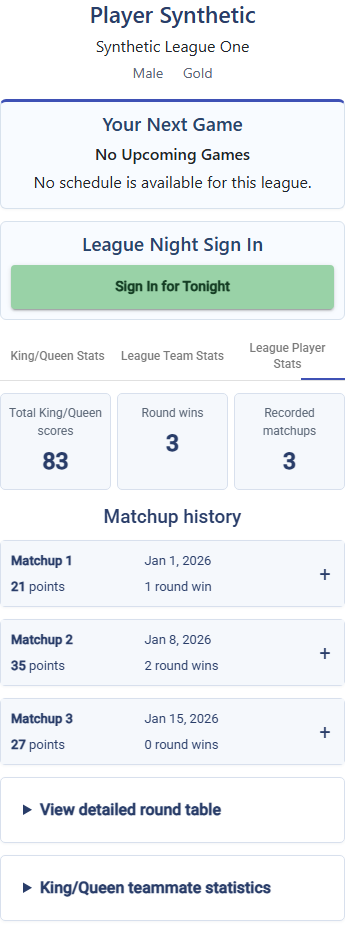 Player Synthetic
Synthetic League One
Male Gold
Your Next Game
No Upcoming Games
No schedule is available for this league.
League Night Sign In
Sign In for Tonight
King/Queen Stats League Team Stats League Player
Stats
Total King/Queen
scores
83
Round wins
3
Recorded
matchups
3
Matchup history
Matchup 1 Jan 1, 2026 +
21 points 1 round win
Matchup 2 Jan 8, 2026 +
35 points 2 round wins
Matchup 3 Jan 15, 2026 +
27 points 0 round wins
▶ View detailed round table
▶ King/Queen teammate statistics